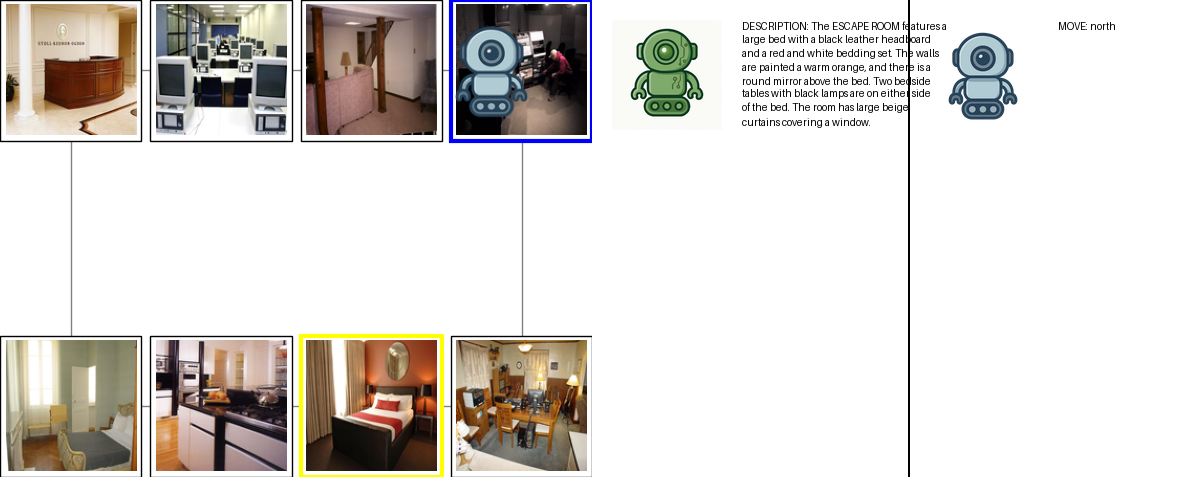 DESCRIPTION: The ESCAPE ROOM features a
large bed with a black leather headboard
and a red and white bedding set. The walls
are painted a warm orange, and there is a
round mirror above the bed. Two bedside
tables with black lamps are on either side
of the bed. The room has large beige
curtains covering a window.
MOVE: north